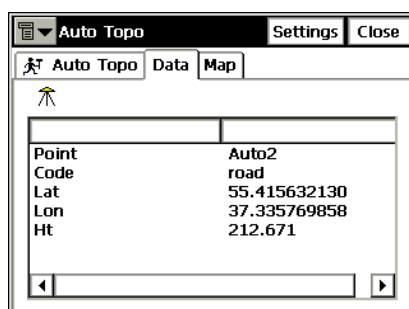 Auto Topo Settings Close
Auto Topo Data Map
Point Auto2
Code road
Lat 55.415632130
Lon 37.335769858
Ht 212.671